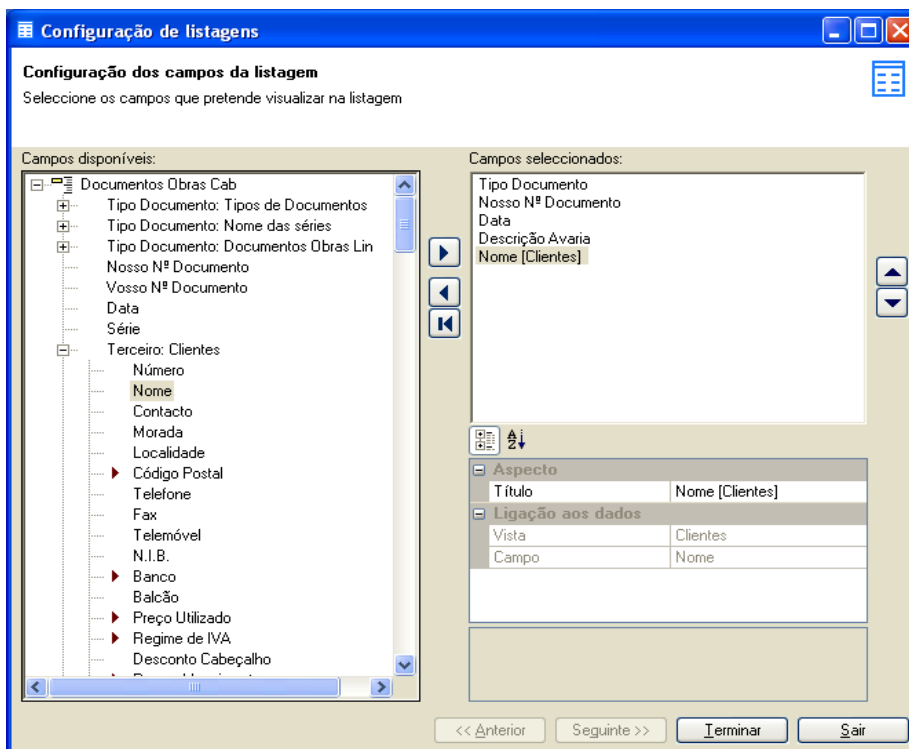 Configuração de listagens
Configuração dos campos da listagem
Seleccione os campos que pretende visualizar na listagem
Campos disponíveis:
Documentos Obras Cab
Tipo Documento: Tipos de Documentos
Tipo Documento: Nome das séries
Tipo Documento: Documentos Obras Lin
Nosso Nº Documento
Vosso Nº Documento
Data
Série
Terceiro: Clientes
Número
Nome
Contacto
Morada
Localidade
Código Postal
Telefone
Fax
Telemóvel
N.I.B.
Banco
Balcão
Preço Utilizado
Regime de IVA
Desconto Cabeçalho
Campos seleccionados:
Tipo Documento
Nosso Nº Documento
Data
Descrição Avaria
Nome [Clientes]
Aspecto
Título Nome [Clientes]
Ligação aos dados
Vista Clientes
Campo Nome
<< Anterior Seguinte >> Terminar Sair